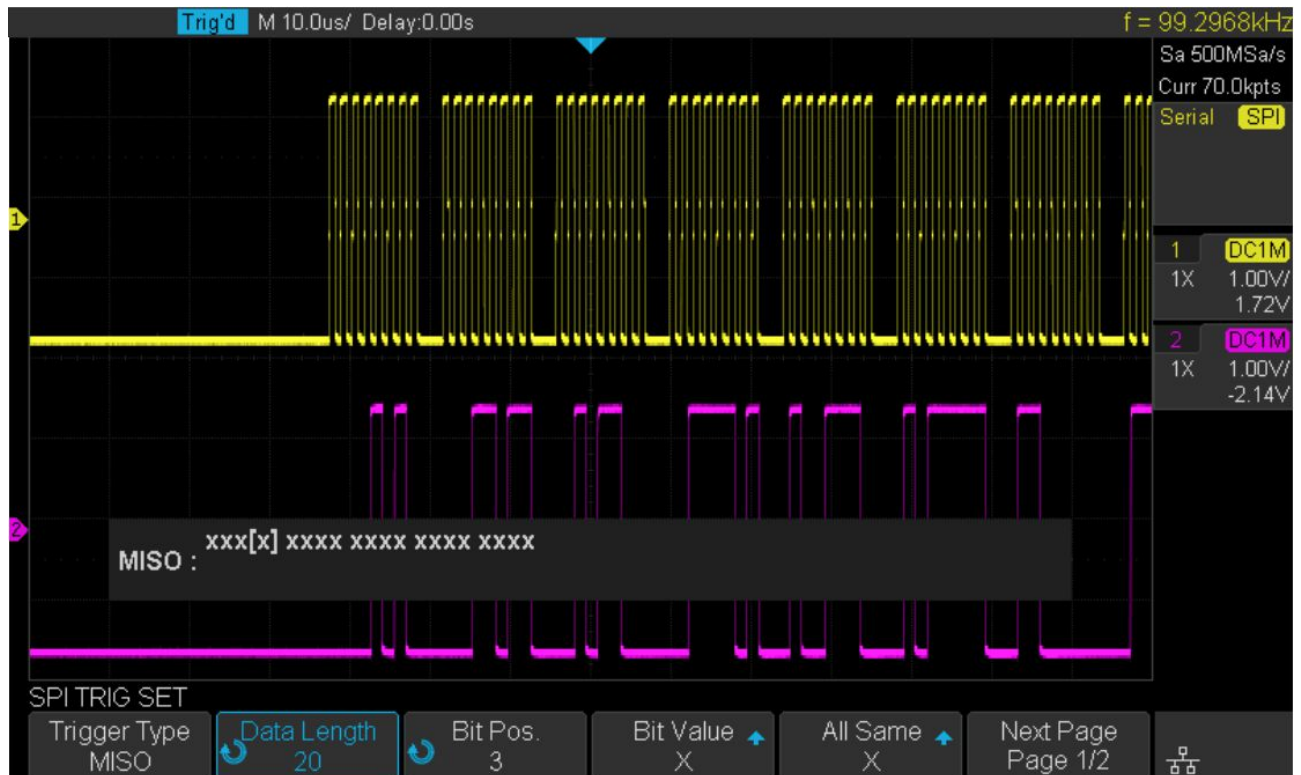 Trig'd M 10.0us/ Delay:0.00s f = 99.2968kHz
Sa 500MSa/s
Curr 70.0kpts
Serial SPI
1
1 DC1M
1X 1.00V/
1.72V
2 DC1M
1X 1.00V/
-2.14V
2
xxx[x] xxxx xxxx xxxx xxxx
MISO :
SPI TRIG SET
Trigger Type Data Length Bit Pos. Bit Value All Same Next Page
MISO 20 3 X X Page 1/2